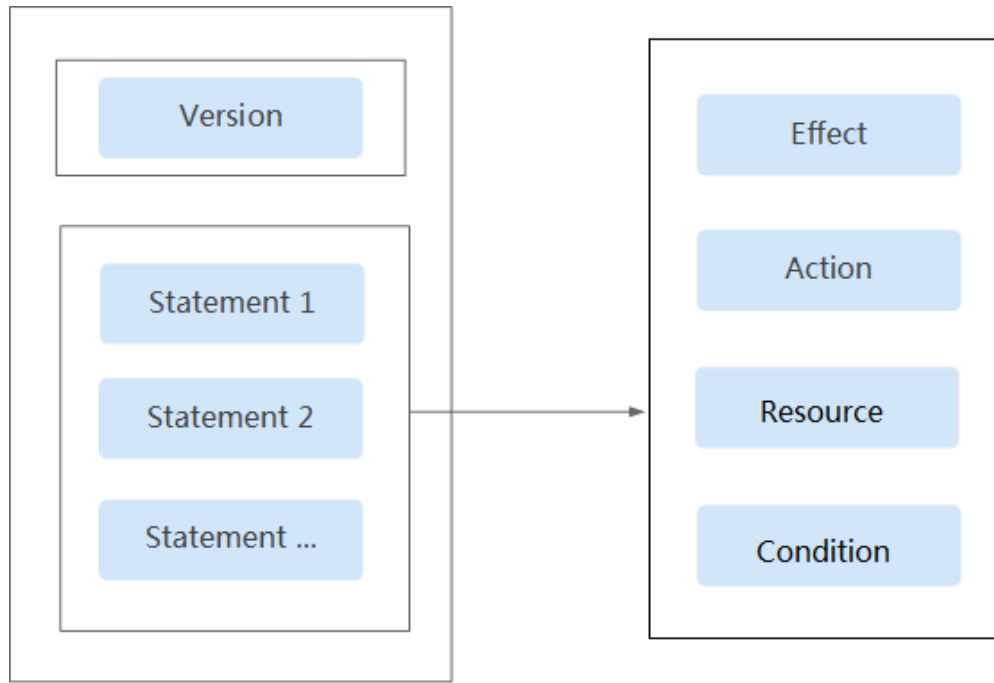 Version
Statement 1
Statement 2
Statement ...
Effect
Action
Resource
Condition